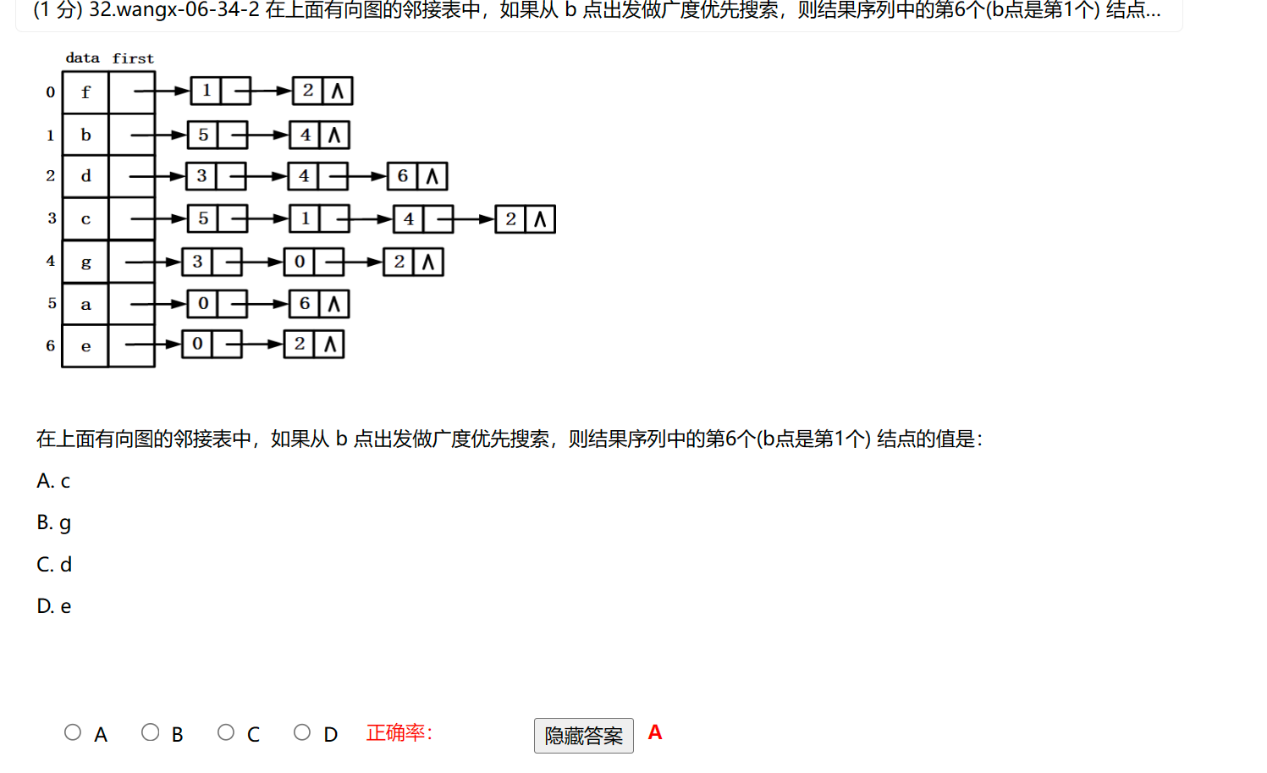 (1 分) 32.wangx-06-34-2 在上面有向图的邻接表中，如果从 b 点出发做广度优先搜索，则结果序列中的第6个(b点是第1个) 结点...
data first
0 f 1 2 ∧
1 b 5 4 ∧
2 d 3 4 6 ∧
3 c 5 1 4 2 ∧
4 g 3 0 2 ∧
5 a 0 6 ∧
6 e 0 2 ∧
在上面有向图的邻接表中，如果从 b 点出发做广度优先搜索，则结果序列中的第6个(b点是第1个) 结点的值是：
A. c
B. g
C. d
D. e
A B C D 正确率： 隐藏答案 A